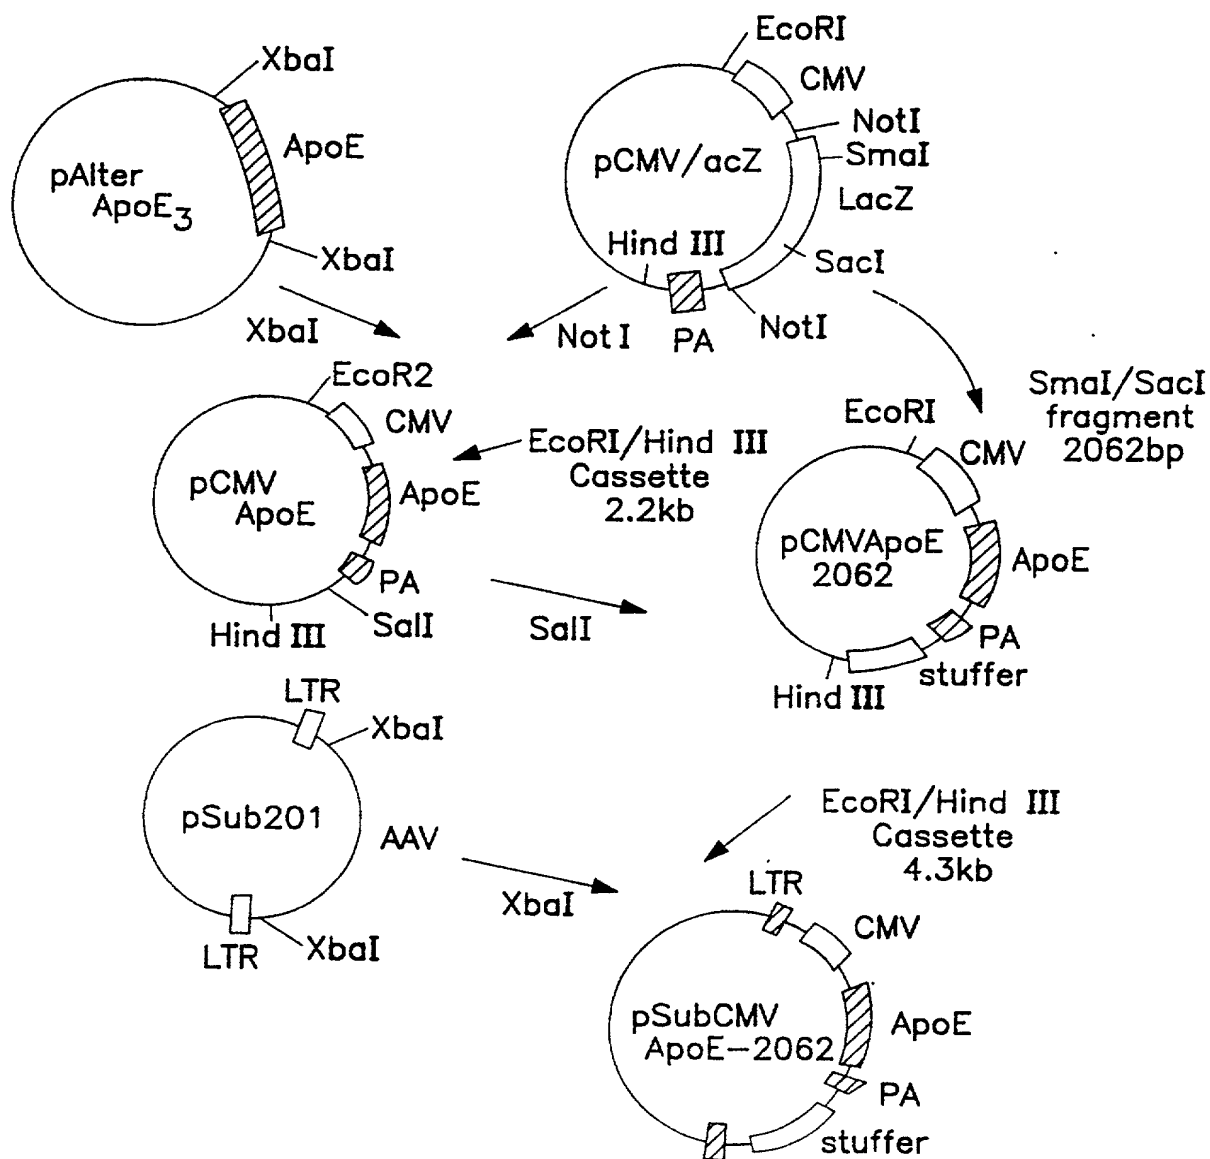 XbaI
ApoE
pAlter
ApoE3
XbaI
XbaI
EcoRI
CMV
NotI
SmaI
pCMV/acZ
LacZ
Hind III
SacI
NotI
PA
Not I
EcoR2
CMV
pCMV
ApoE
ApoE
PA
SalI
Hind III
EcoRI/Hind III
Cassette
2.2kb
SalI
SmaI/SacI
fragment
2062bp
EcoRI
CMV
pCMVApoE
2062
ApoE
PA
stuffer
Hind III
LTR
XbaI
pSub201
AAV
LTR
XbaI
XbaI
EcoRI/Hind III
Cassette
4.3kb
LTR
CMV
pSubCMV
ApoE-2062
ApoE
PA
stuffer